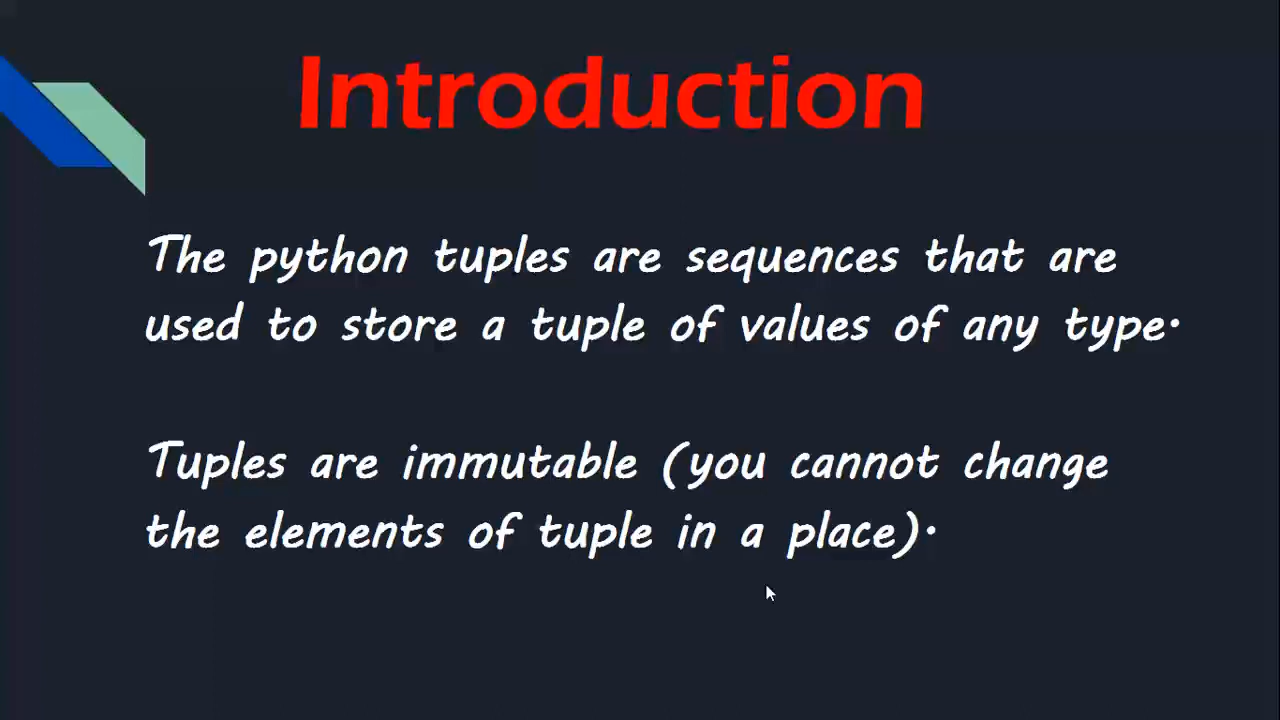 Introduction
The python tuples are sequences that are
used to store a tuple of values of any type.
Tuples are immutable (you cannot change
the elements of tuple in a place).